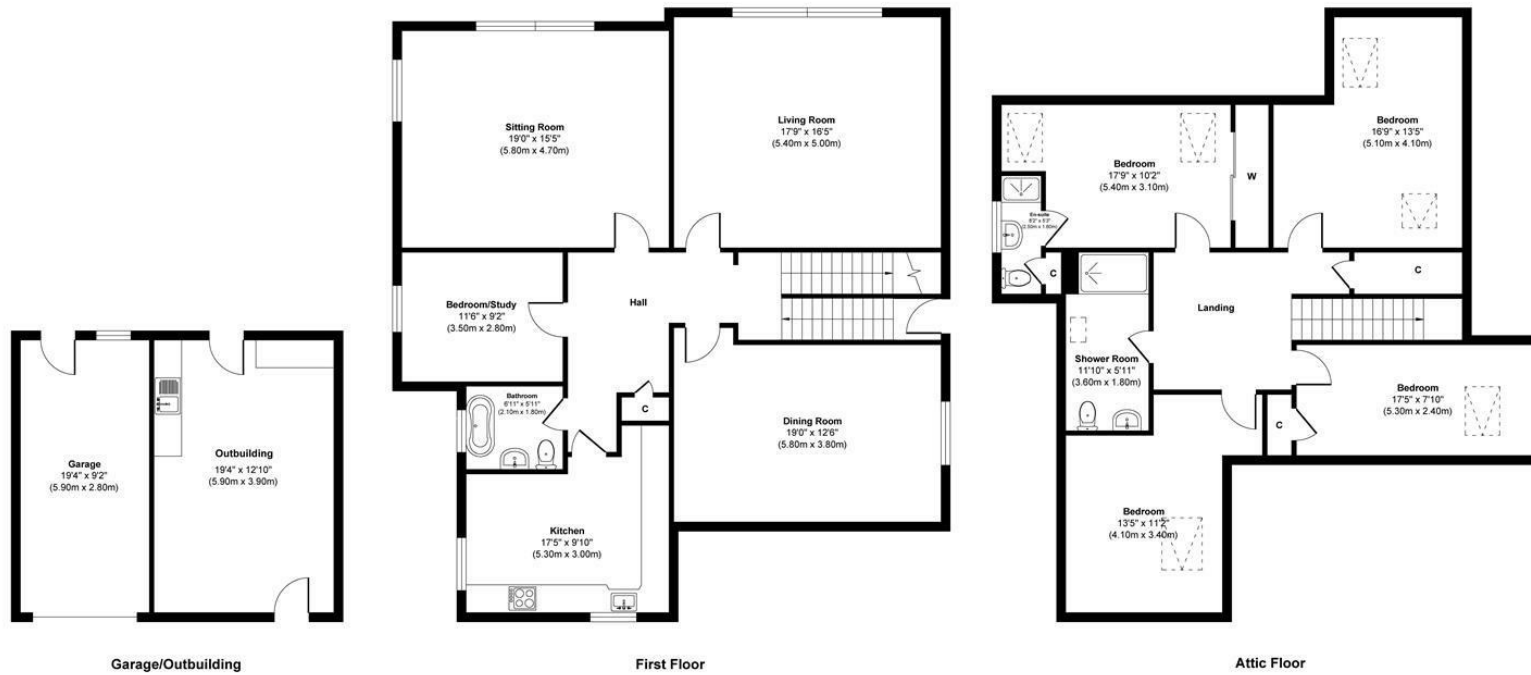 Garage
19'4" x 9'2"
(5.90m x 2.80m)
Outbuilding
19'4" x 12'10"
(5.90m x 3.90m)
Garage/Outbuilding
Sitting Room
19'0" x 15'5"
(5.80m x 4.70m)
Living Room
17'9" x 16'5"
(5.40m x 5.00m)
Bedroom/Study
11'6" x 9'2"
(3.50m x 2.80m)
Hall
Bathroom
6'11" x 5'11"
(2.10m x 1.80m)
C
Dining Room
19'0" x 12'6"
(5.80m x 3.80m)
Kitchen
17'5" x 9'10"
(5.30m x 3.00m)
First Floor
Bedroom
16'9" x 13'5"
(5.10m x 4.10m)
Bedroom
17'9" x 10'2"
(5.40m x 3.10m)
W
En-suite
C
C
Landing
Shower Room
11'10" x 5'11"
(3.60m x 1.80m)
Bedroom
17'5" x 7'10"
(5.30m x 2.40m)
C
Bedroom
13'5" x 11'2"
(4.10m x 3.40m)
Attic Floor